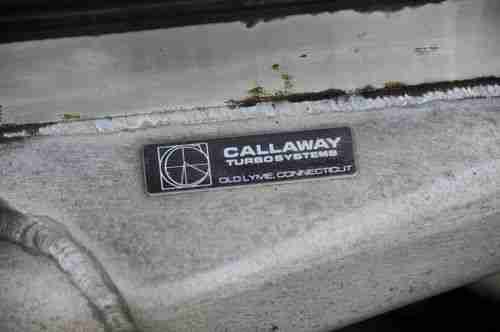 CALLAWAY
TURBOSYSTEMS
OLD LYME, CONNECTICUT